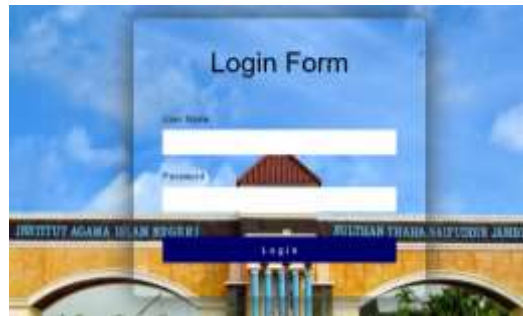 Login Form
User Name
Password
INSTITUT AGAMA ISLAM NEGERI
SULTHAN THAHA SAIFUDDIN JAMBI
Login